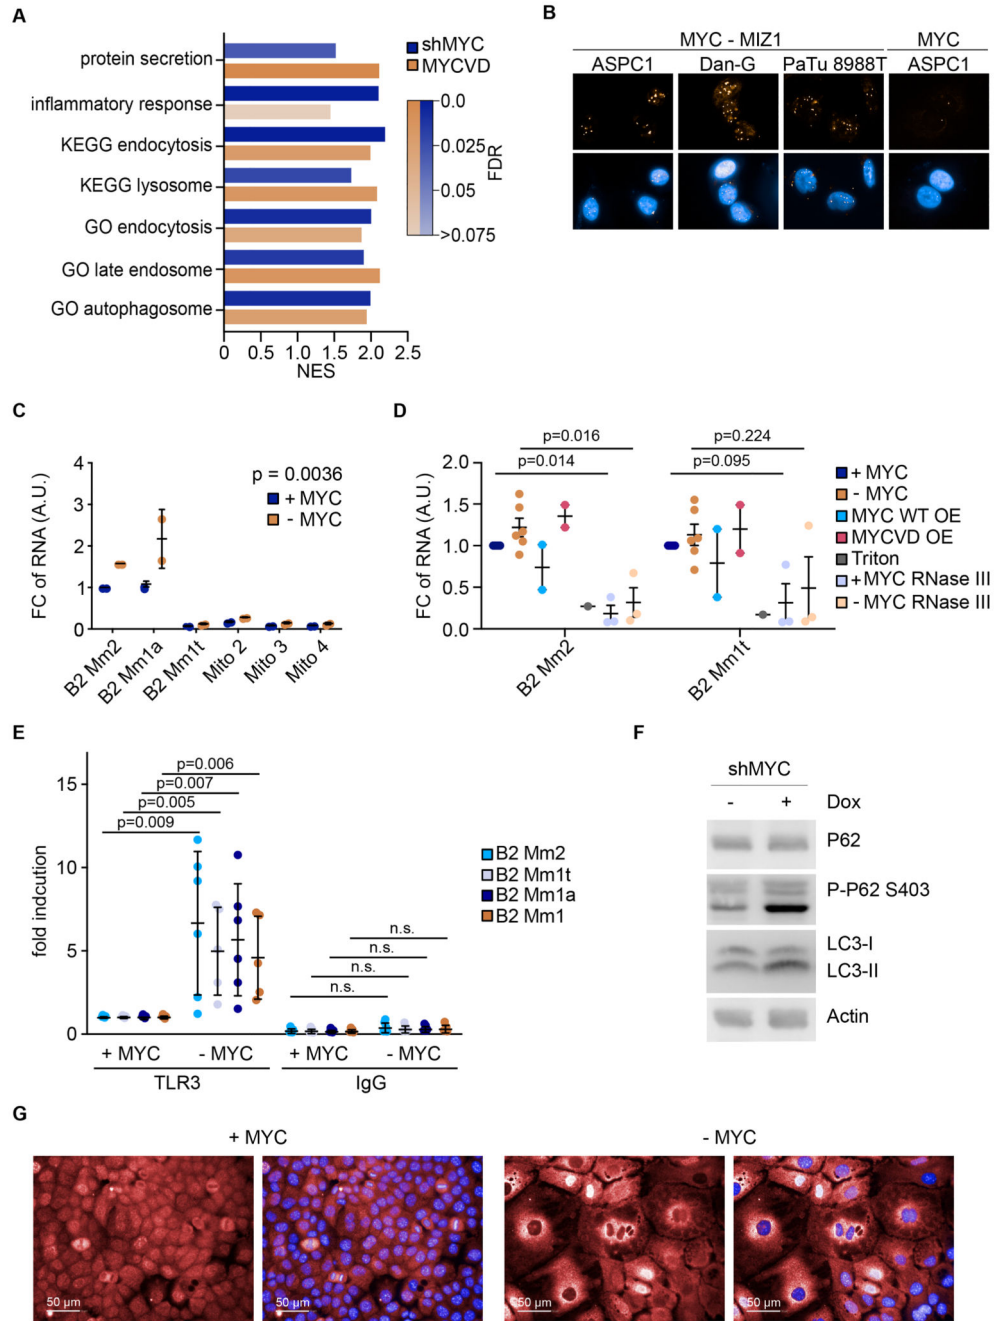 A
protein secretion
inflammatory response
KEGG endocytosis
KEGG lysosome
GO endocytosis
GO late endosome
GO autophagosome
0 0.5 1.0 1.5 2.0 2.5
NES
shMYC
MYCVD
0.0
0.025
0.05
>0.075
FDR
B
MYC - MIZ1 MYC
ASPC1 Dan-G PaTu 8988T ASPC1
C
FC of RNA (A.U.)
4
3
2
1
0
p = 0.0036
+ MYC
- MYC
B2 Mm2
B2 Mm1a
B2 Mm1t
Mito 2
Mito 3
Mito 4
D
FC of RNA (A.U.)
2.0
1.5
1.0
0.5
0.0
p=0.016
p=0.014
p=0.224
p=0.095
B2 Mm2
B2 Mm1t
+ MYC
- MYC
MYC WT OE
MYCVD OE
Triton
+MYC RNase III
- MYC RNase III
E
fold indcution
15
10
5
0
p=0.006
p=0.007
p=0.005
p=0.009
n.s.
n.s.
n.s.
n.s.
+ MYC - MYC + MYC - MYC
TLR3 IgG
B2 Mm2
B2 Mm1t
B2 Mm1a
B2 Mm1
F
shMYC
- + Dox
P62
P-P62 S403
LC3-I
LC3-II
Actin
G
+ MYC - MYC
50 µm 50 µm 50 µm 50 µm